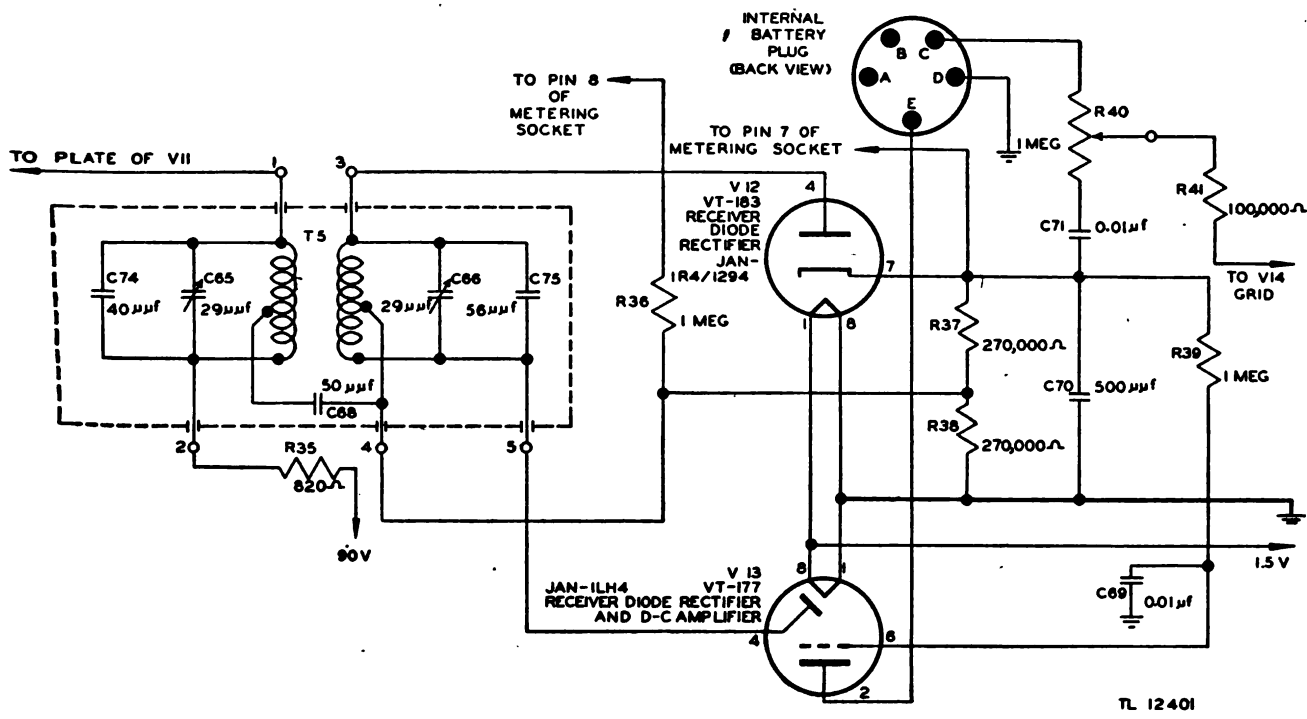 INTERNAL
BATTERY
PLUG
(BACK VIEW)
B
C
A
D
E
TO PIN 8
OF
METERING
SOCKET
TO PIN 7 OF
METERING SOCKET
R40
1 MEG
R41
100,000Ω
TO V14
GRID
C71
0.01μf
TO PLATE OF V11
1
3
T5
C74
40μμf
C65
29μμf
C66
29μμf
C75
56μμf
50μμf
C68
2
4
5
R35
820Ω
90V
R36
1 MEG
V 12
VT-183
RECEIVER
DIODE
RECTIFIER
JAN-
1R4/1294
4
7
1
8
R37
270,000Ω
R38
270,000Ω
C70
500μμf
R39
1 MEG
1.5 V
C69
0.01μf
V 13
JAN-1LH4 VT-177
RECEIVER DIODE RECTIFIER
AND D-C AMPLIFIER
8
1
4
6
2
TL 12401